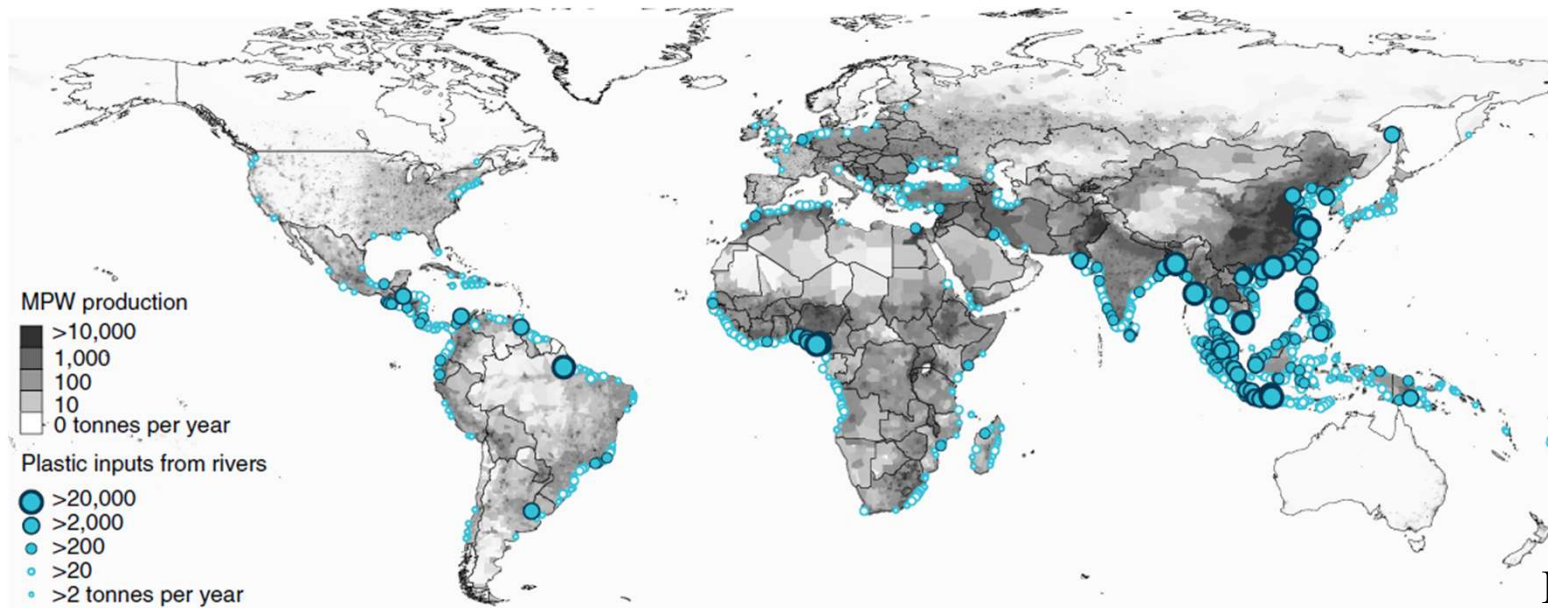 MPW production
>10,000
1,000
100
10
0 tonnes per year
Plastic inputs from rivers
>20,000
>2,000
>200
>20
>2 tonnes per year